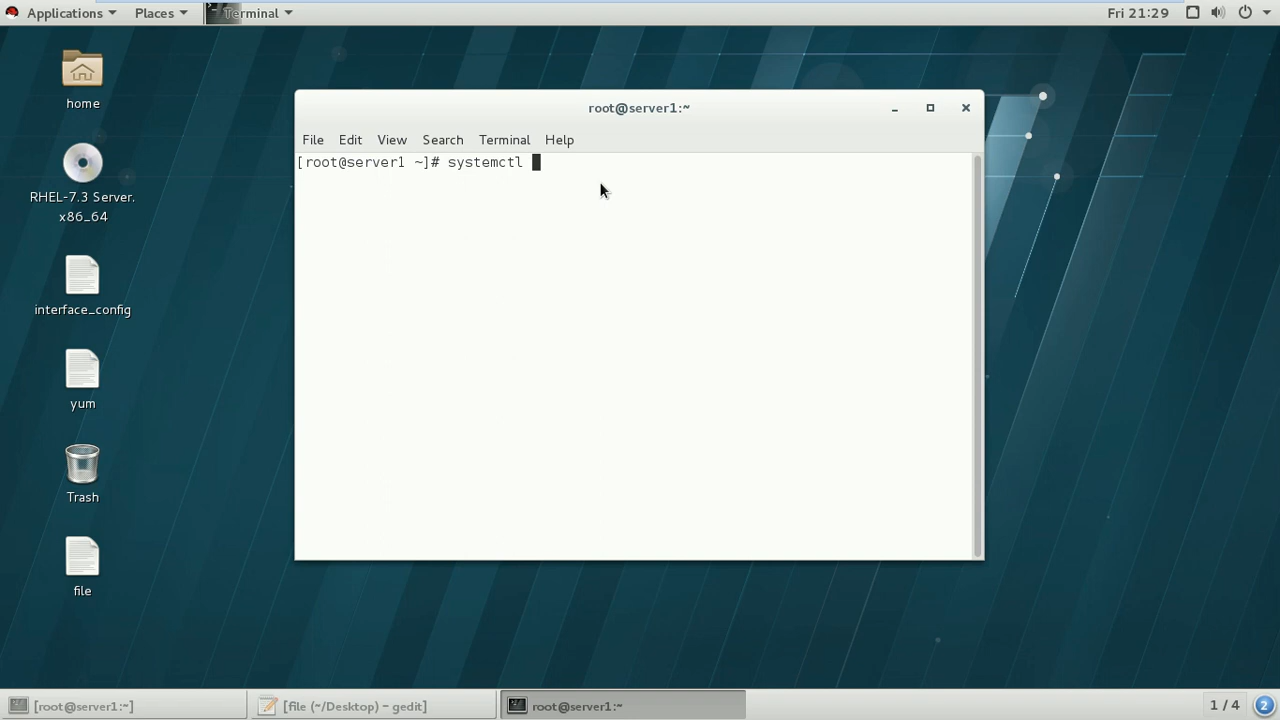 Applications
Places
Terminal
Fri 21:29
home
RHEL-7.3 Server.
x86_64
interface_config
yum
Trash
file
root@server1:~
File Edit View Search Terminal Help
[root@server1 ~]# systemctl
[root@server1:~]
[file (~/Desktop) - gedit]
root@server1:~
1 / 4
2